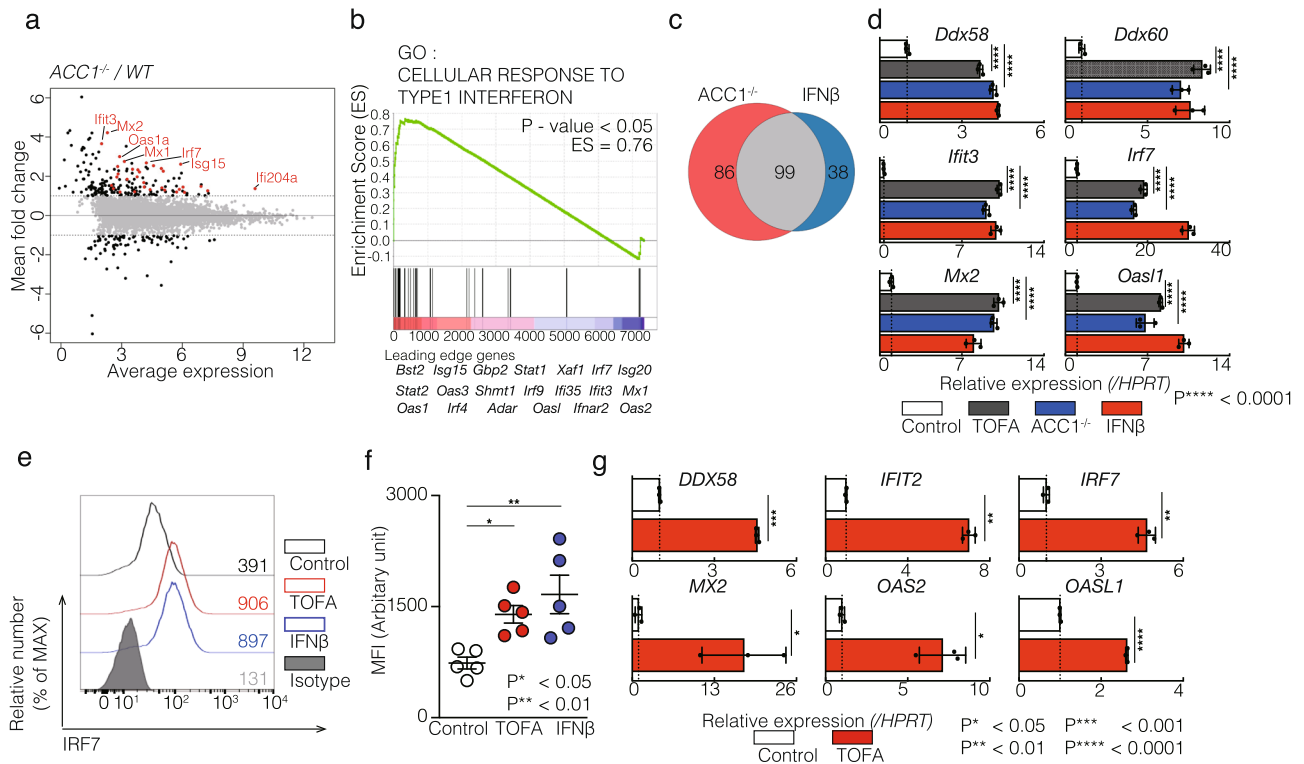 a
ACC1-/- / WT
Mean fold change
6
4
2
0
-2
-4
-6
Ifit3
Mx2
Oas1a
Mx1
Irf7
Isg15
Ifi204a
0 3 6 9 12
Average expression
b
GO :
CELLULAR RESPONSE TO
TYPE1 INTERFERON
P - value < 0.05
ES = 0.76
Enrichiment Score (ES)
0.8
0.7
0.6
0.5
0.4
0.3
0.2
0.1
0.0
-0.1
0 1000 2000 3000 4000 5000 6000 7000
Leading edge genes
Bst2 Isg15 Gbp2 Stat1 Xaf1 Irf7 Isg20
Stat2 Oas3 Shmt1 Irf9 Ifi35 Ifit3 Mx1
Oas1 Irf4 Adar Oasl Ifnar2 Oas2
c
ACC1-/- IFNβ
86 99 38
d
Ddx58
****
****
0 3 6
Ddx60
****
****
0 5 10
Ifit3
****
****
0 7 14
Irf7
****
****
0 20 40
Mx2
****
****
0 7 14
Oasl1
****
****
0 7 14
Relative expression (/HPRT)
P**** < 0.0001
Control TOFA ACC1-/- IFNβ
e
Relative number
(% of MAX)
391
906
897
131
0 10¹ 10² 10³ 10⁴
IRF7
Control
TOFA
IFNβ
Isotype
f
MFI (Arbitary unit)
3000
1500
0
**
*
P* < 0.05
P** < 0.01
Control TOFA IFNβ
g
DDX58
***
0 3 6
IFIT2
**
0 4 8
IRF7
**
0 3 6
MX2
*
0 13 26
OAS2
*
0 5 10
OASL1
****
0 2 4
Relative expression (/HPRT)
Control TOFA
P* < 0.05 P*** < 0.001
P** < 0.01 P**** < 0.0001